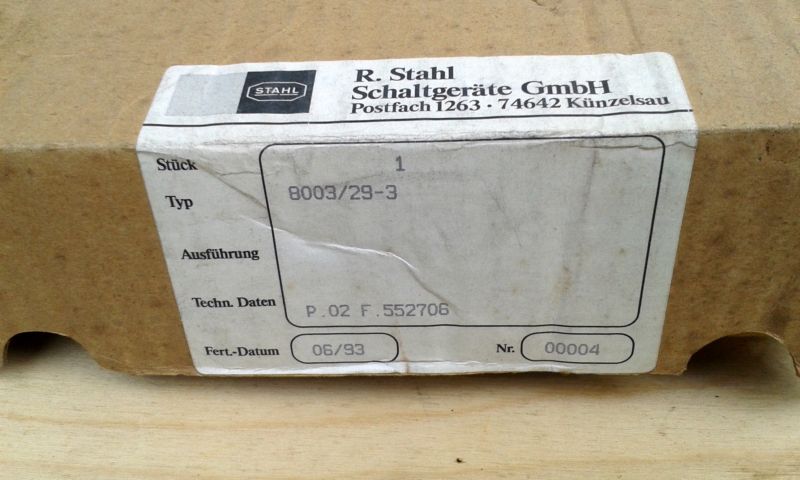 STAHL
R. Stahl
Schaltgeräte GmbH
Postfach 1263 · 74642 Künzelsau
Stück 1
Typ 8003/29-3
Ausführung
Techn. Daten P.02 F.552706
Fert.-Datum 06/93 Nr. 00004